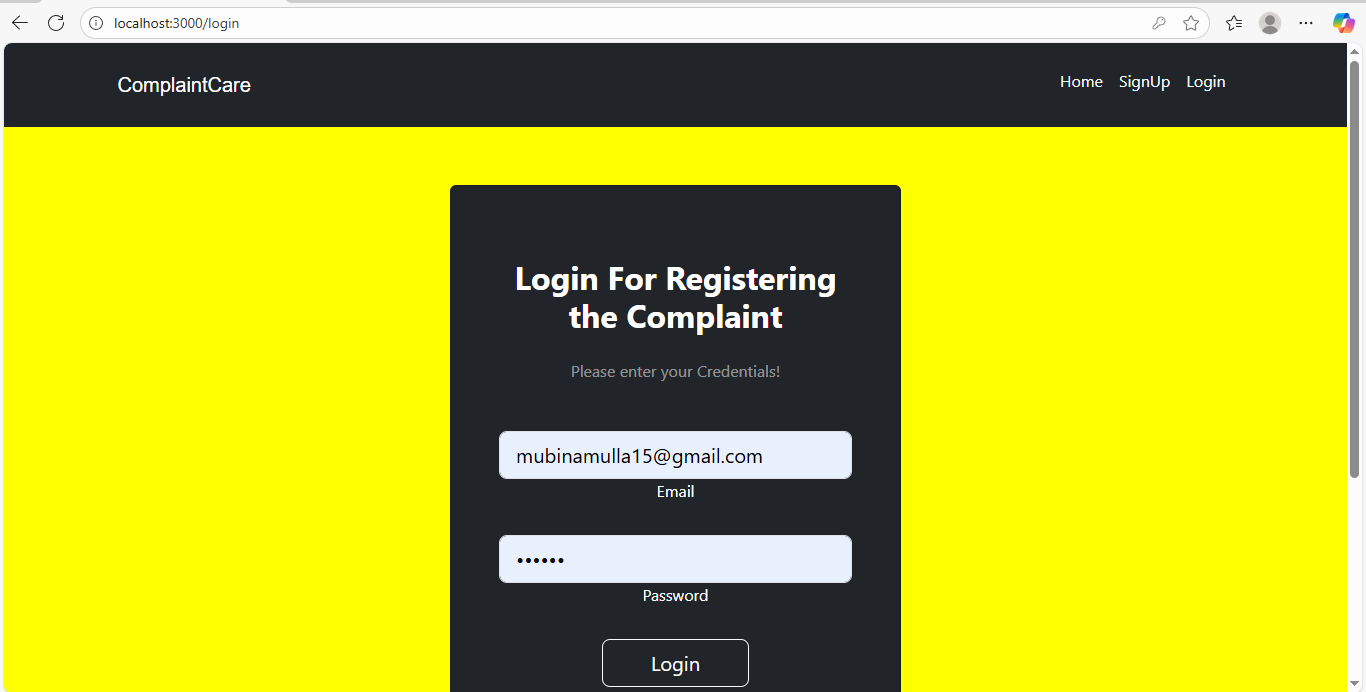 localhost:3000/login
ComplaintCare
Home SignUp Login
Login For Registering
the Complaint
Please enter your Credentials!
mubinamulla15@gmail.com
Email
••••••
Password
Login